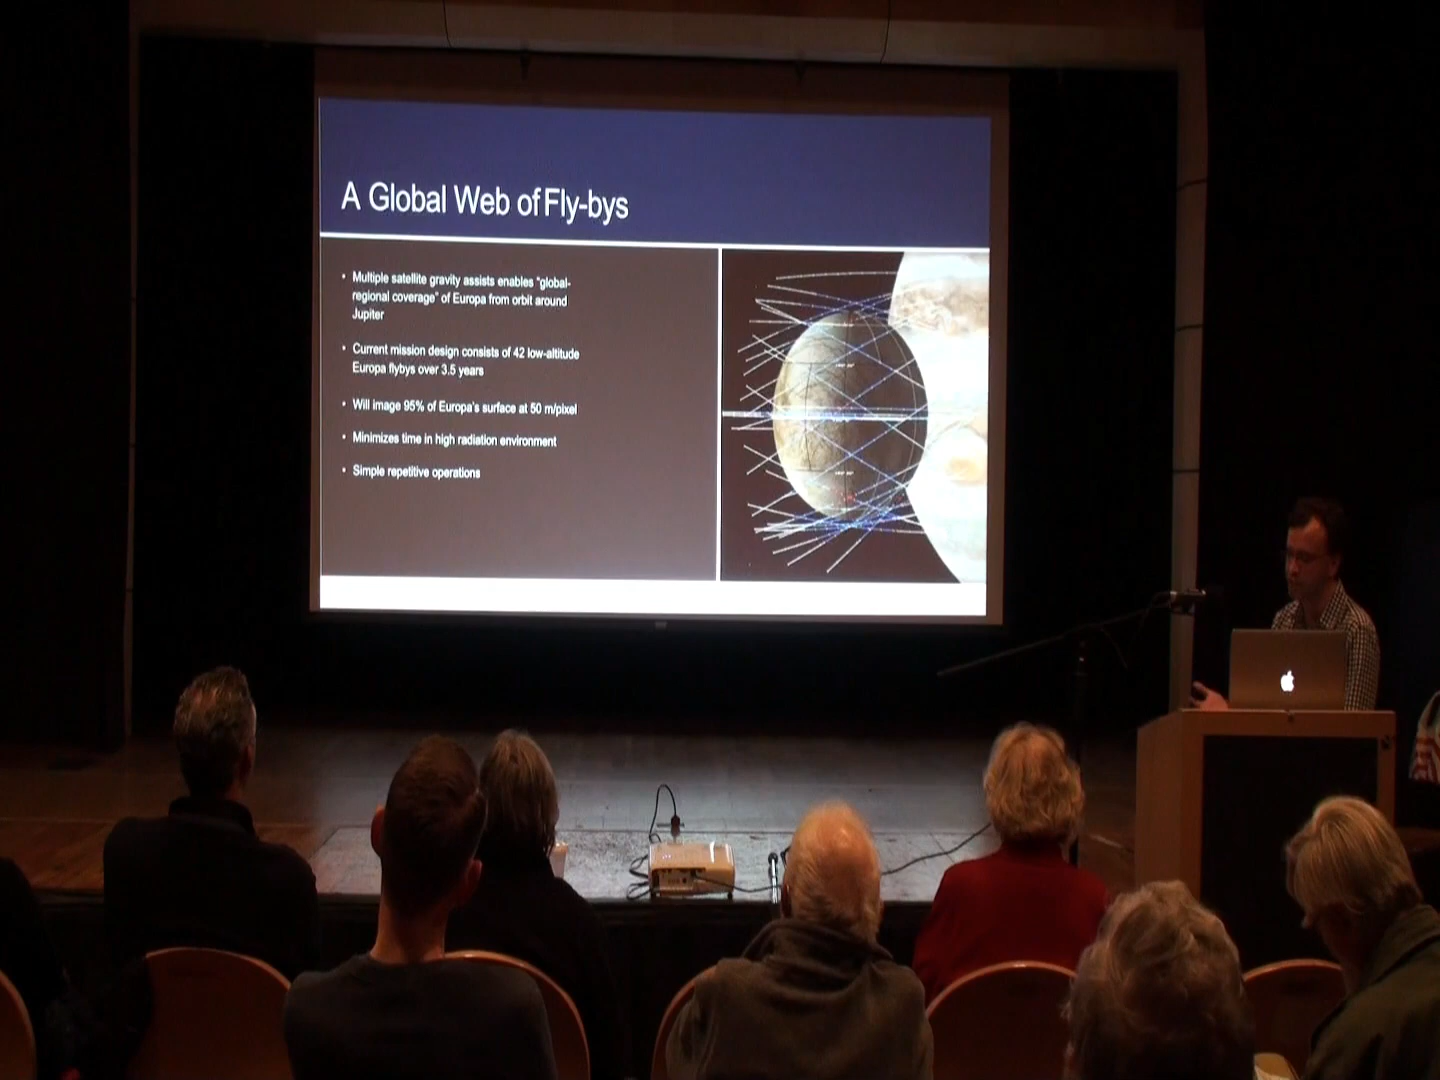 A Global Web of Fly-bys
• Multiple satellite gravity assists enables "global-
regional coverage" of Europa from orbit around
Jupiter
• Current mission design consists of 42 low-altitude
Europa flybys over 3.5 years
• Will image 95% of Europa's surface at 50 m/pixel
• Minimizes time in high radiation environment
• Simple repetitive operations